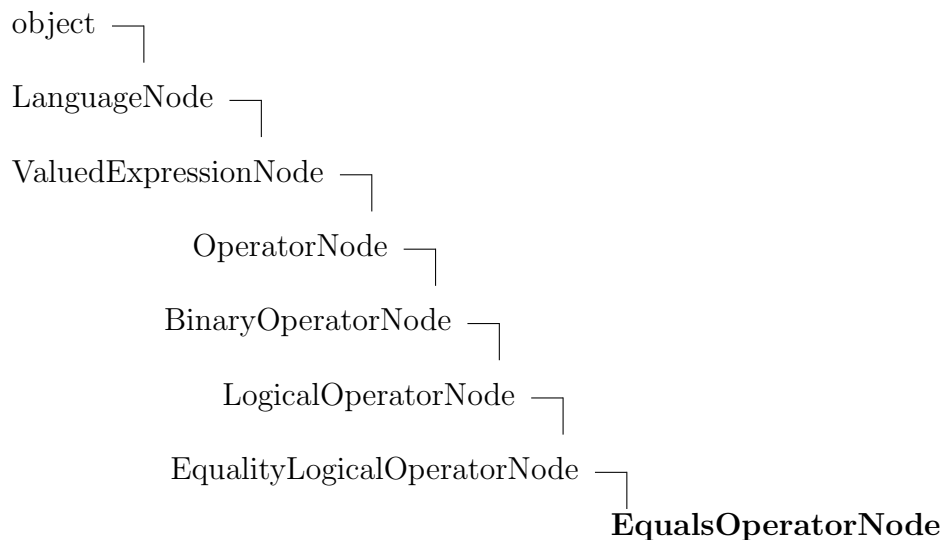 object
LanguageNode
ValuedExpressionNode
OperatorNode
BinaryOperatorNode
LogicalOperatorNode
EqualityLogicalOperatorNode
EqualsOperatorNode